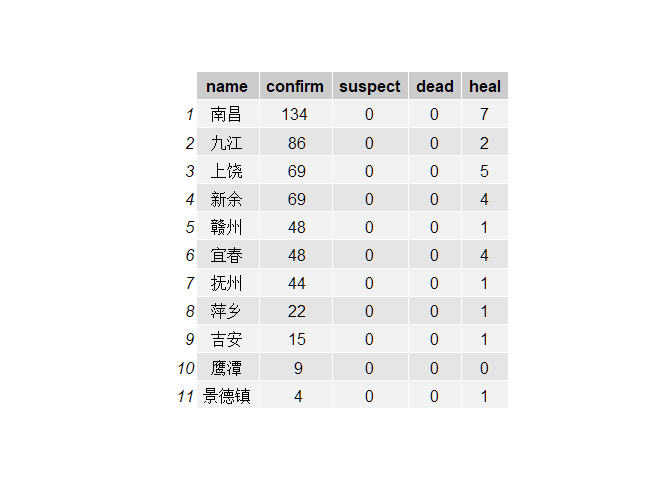 name confirm suspect dead heal
1 南昌 134 0 0 7
2 九江 86 0 0 2
3 上饶 69 0 0 5
4 新余 69 0 0 4
5 赣州 48 0 0 1
6 宜春 48 0 0 4
7 抚州 44 0 0 1
8 萍乡 22 0 0 1
9 吉安 15 0 0 1
10 鹰潭 9 0 0 0
11 景德镇 4 0 0 1